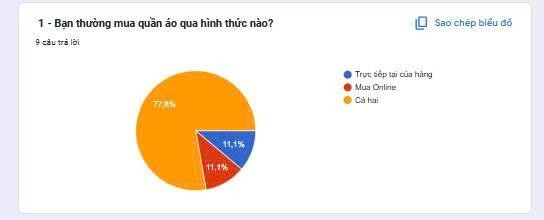 1 - Bạn thường mua quần áo qua hình thức nào?
Sao chép biểu đồ
9 câu trả lời
Trực tiếp tại cửa hàng
Mua Online
Cả hai
77,8%
11,1%
11,1%